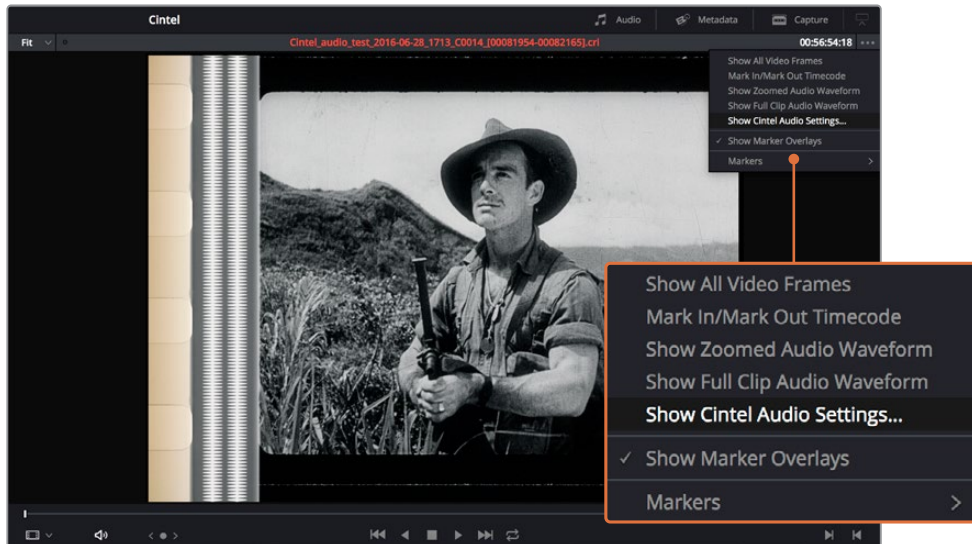 Cintel
Audio
Metadata
Capture
Fit
Cintel_audio_test_2016-06-28_1713_C0014_[00081954-00082165].cri
00:56:54:18
Show All Video Frames
Mark In/Mark Out Timecode
Show Zoomed Audio Waveform
Show Full Clip Audio Waveform
Show Cintel Audio Settings...
Show Marker Overlays
Markers
Show All Video Frames
Mark In/Mark Out Timecode
Show Zoomed Audio Waveform
Show Full Clip Audio Waveform
Show Cintel Audio Settings...
Show Marker Overlays
Markers